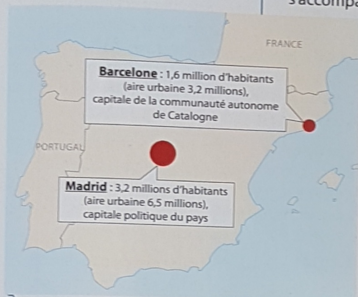 FRANCE
Barcelone : 1,6 million d'habitants
(aire urbaine 3,2 millions),
capitale de la communauté autonome
de Catalogne
PORTUGAL
Madrid : 3,2 millions d'habitants
(aire urbaine 6,5 millions),
capitale politique du pays